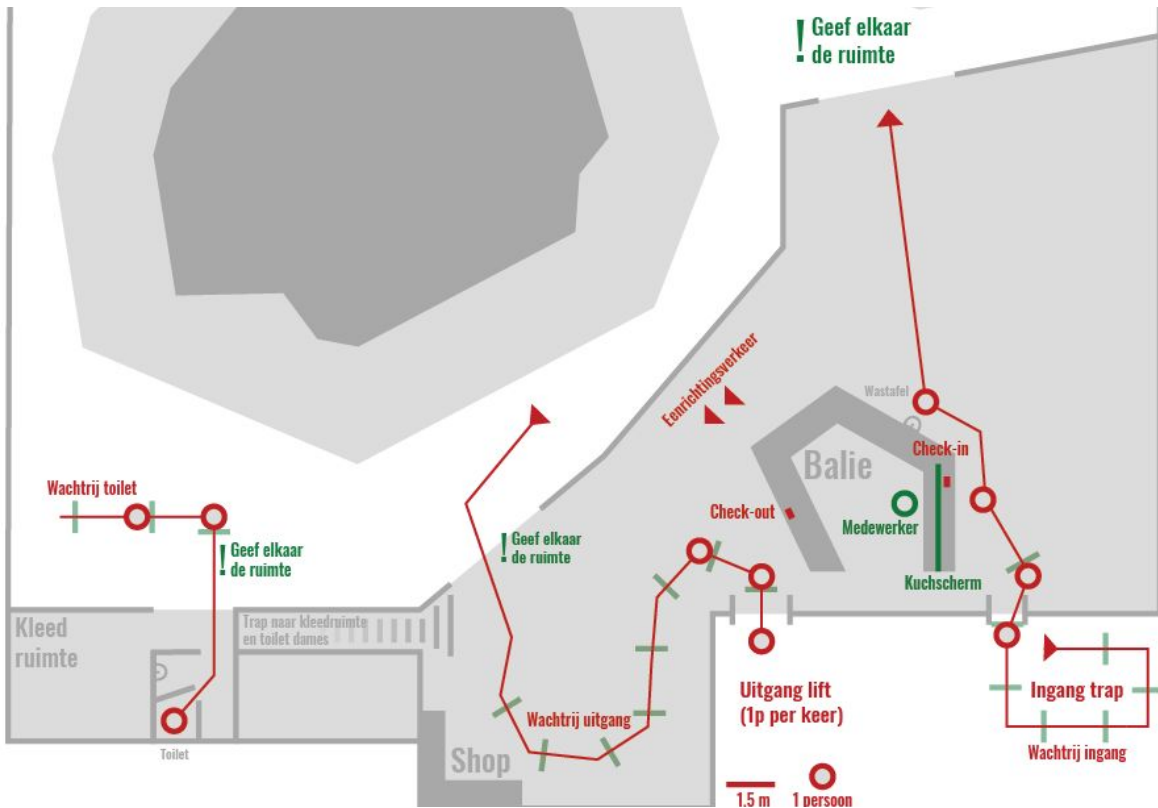 ! Geef elkaar
de ruimte
Eenrichtingsverkeer
Wastafel
Balie
Check-in
Wachtrij toilet
Check-out
Medewerker
! Geef elkaar
de ruimte
! Geef elkaar
de ruimte
Kuchscherm
Kleed
ruimte
Trap naar kleedruimte
en toilet dames
Uitgang lift
(1p per keer)
Ingang trap
Wachtrij uitgang
Wachtrij ingang
Toilet
Shop
1.5 m
1 persoon